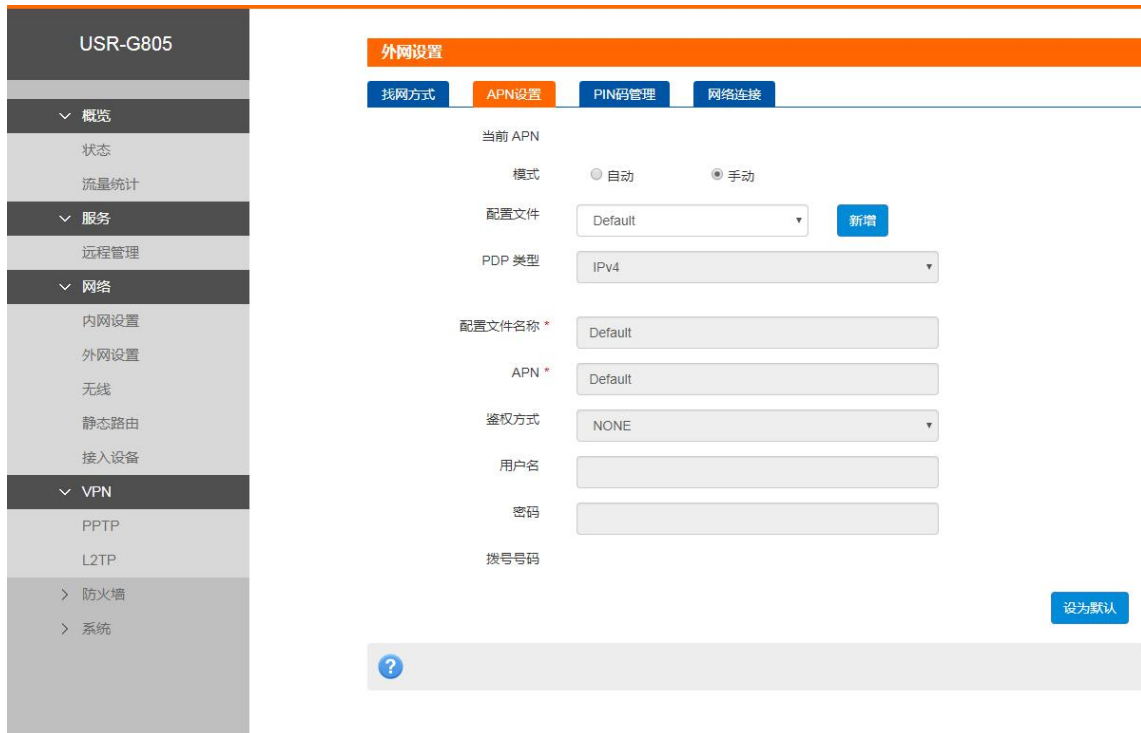 USR-G805
概览
状态
流量统计
服务
远程管理
网络
内网设置
外网设置
无线
静态路由
接入设备
VPN
PPTP
L2TP
防火墙
系统
外网设置
找网方式 APN设置 PIN码管理 网络连接
当前 APN
模式 自动 手动
配置文件 Default 新增
PDP 类型 IPv4
配置文件名称 * Default
APN * Default
鉴权方式 NONE
用户名
密码
拨号号码
设为默认
?